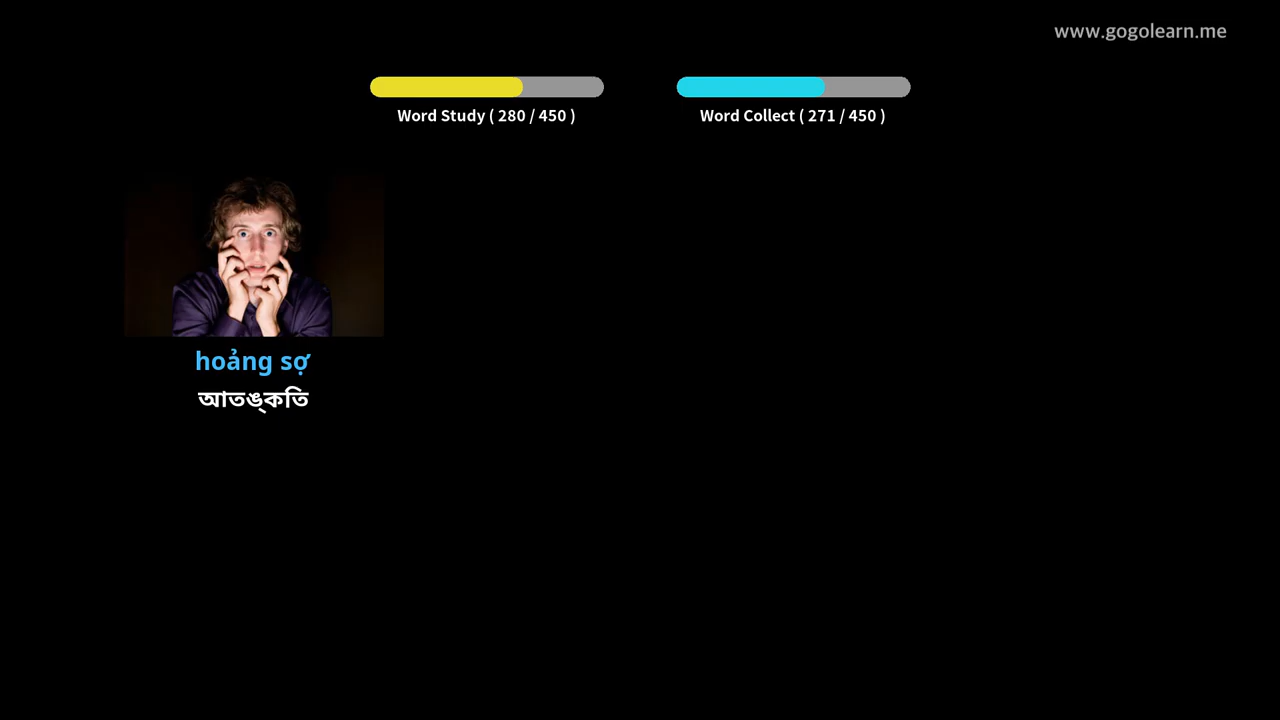 www.gogolearn.me
Word Study ( 280 / 450 )
Word Collect ( 271 / 450 )
hoảng sợ
আতঙ্কতি